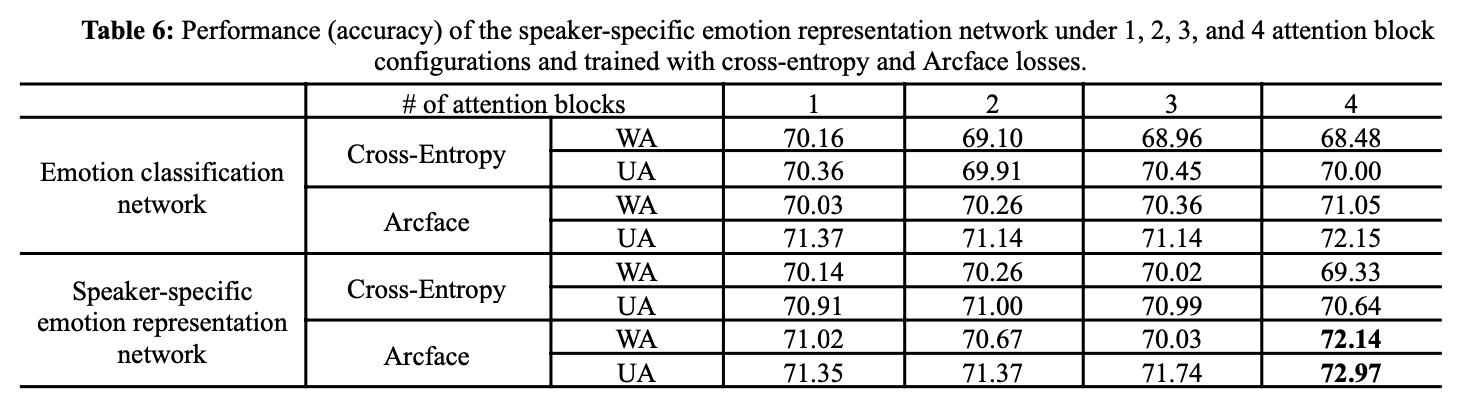 Table 6: Performance (accuracy) of the speaker-specific emotion representation network under 1, 2, 3, and 4 attention block
configurations and trained with cross-entropy and Arcface losses.
# of attention blocks 1 2 3 4
Emotion classification
network
Cross-Entropy
WA 70.16 69.10 68.96 68.48
UA 70.36 69.91 70.45 70.00
Arcface
WA 70.03 70.26 70.36 71.05
UA 71.37 71.14 71.14 72.15
Speaker-specific
emotion representation
network
Cross-Entropy
WA 70.14 70.26 70.02 69.33
UA 70.91 71.00 70.99 70.64
Arcface
WA 71.02 70.67 70.03 72.14
UA 71.35 71.37 71.74 72.97